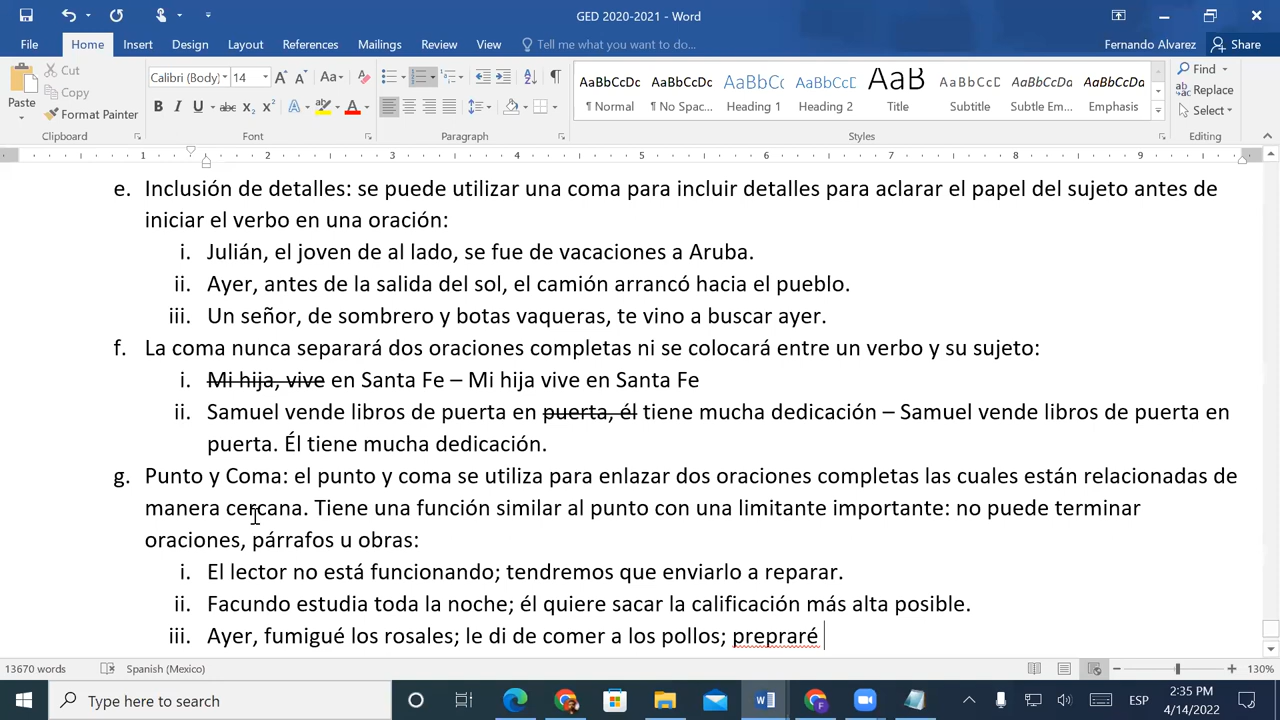 GED 2020-2021 - Word
File Home Insert Design Layout References Mailings Review View Tell me what you want to do... Fernando Alvarez Share
Paste Cut Copy Format Painter
Calibri (Body) 14
AaBbCcDc AaBbCcDc AaBbCc AaBbCcD AaB AaBbCcD AaBbCcDc AaBbCcDc
¶ Normal ¶ No Spac... Heading 1 Heading 2 Title Subtitle Subtle Em... Emphasis
Find Replace Select
Clipboard Font Paragraph Styles Editing
1 2 3 4 5 6 7 8 9
e. Inclusión de detalles: se puede utilizar una coma para incluir detalles para aclarar el papel del sujeto antes de
iniciar el verbo en una oración:
i. Julián, el joven de al lado, se fue de vacaciones a Aruba.
ii. Ayer, antes de la salida del sol, el camión arrancó hacia el pueblo.
iii. Un señor, de sombrero y botas vaqueras, te vino a buscar ayer.
f. La coma nunca separará dos oraciones completas ni se colocará entre un verbo y su sujeto:
i. Mi hija, vive en Santa Fe – Mi hija vive en Santa Fe
ii. Samuel vende libros de puerta en puerta, él tiene mucha dedicación – Samuel vende libros de puerta en
puerta. Él tiene mucha dedicación.
g. Punto y Coma: el punto y coma se utiliza para enlazar dos oraciones completas las cuales están relacionadas de
manera cercana. Tiene una función similar al punto con una limitante importante: no puede terminar
oraciones, párrafos u obras:
i. El lector no está funcionando; tendremos que enviarlo a reparar.
ii. Facundo estudia toda la noche; él quiere sacar la calificación más alta posible.
iii. Ayer, fumigué los rosales; le di de comer a los pollos; prepraré
13670 words Spanish (Mexico) 130%
Type here to search ESP 2:35 PM
4/14/2022